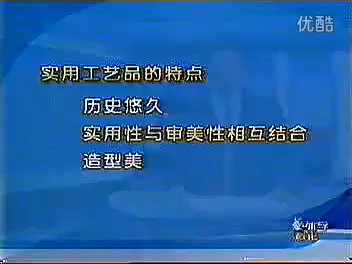 优酷
实用工艺品的特点:
历史悠久
实用性与审美性相互结合
造型美